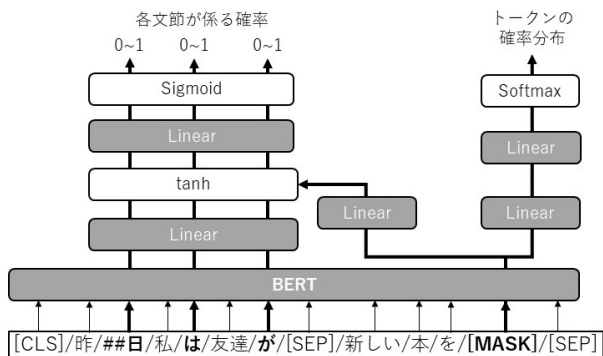 各文節が係る確率
0~1 0~1 0~1
トークンの
確率分布
Sigmoid
Softmax
Linear
Linear
tanh
Linear
Linear
Linear
BERT
[CLS]/昨/##日/私/は/友達/が/[SEP]/新しい/本/を/[MASK]/[SEP]